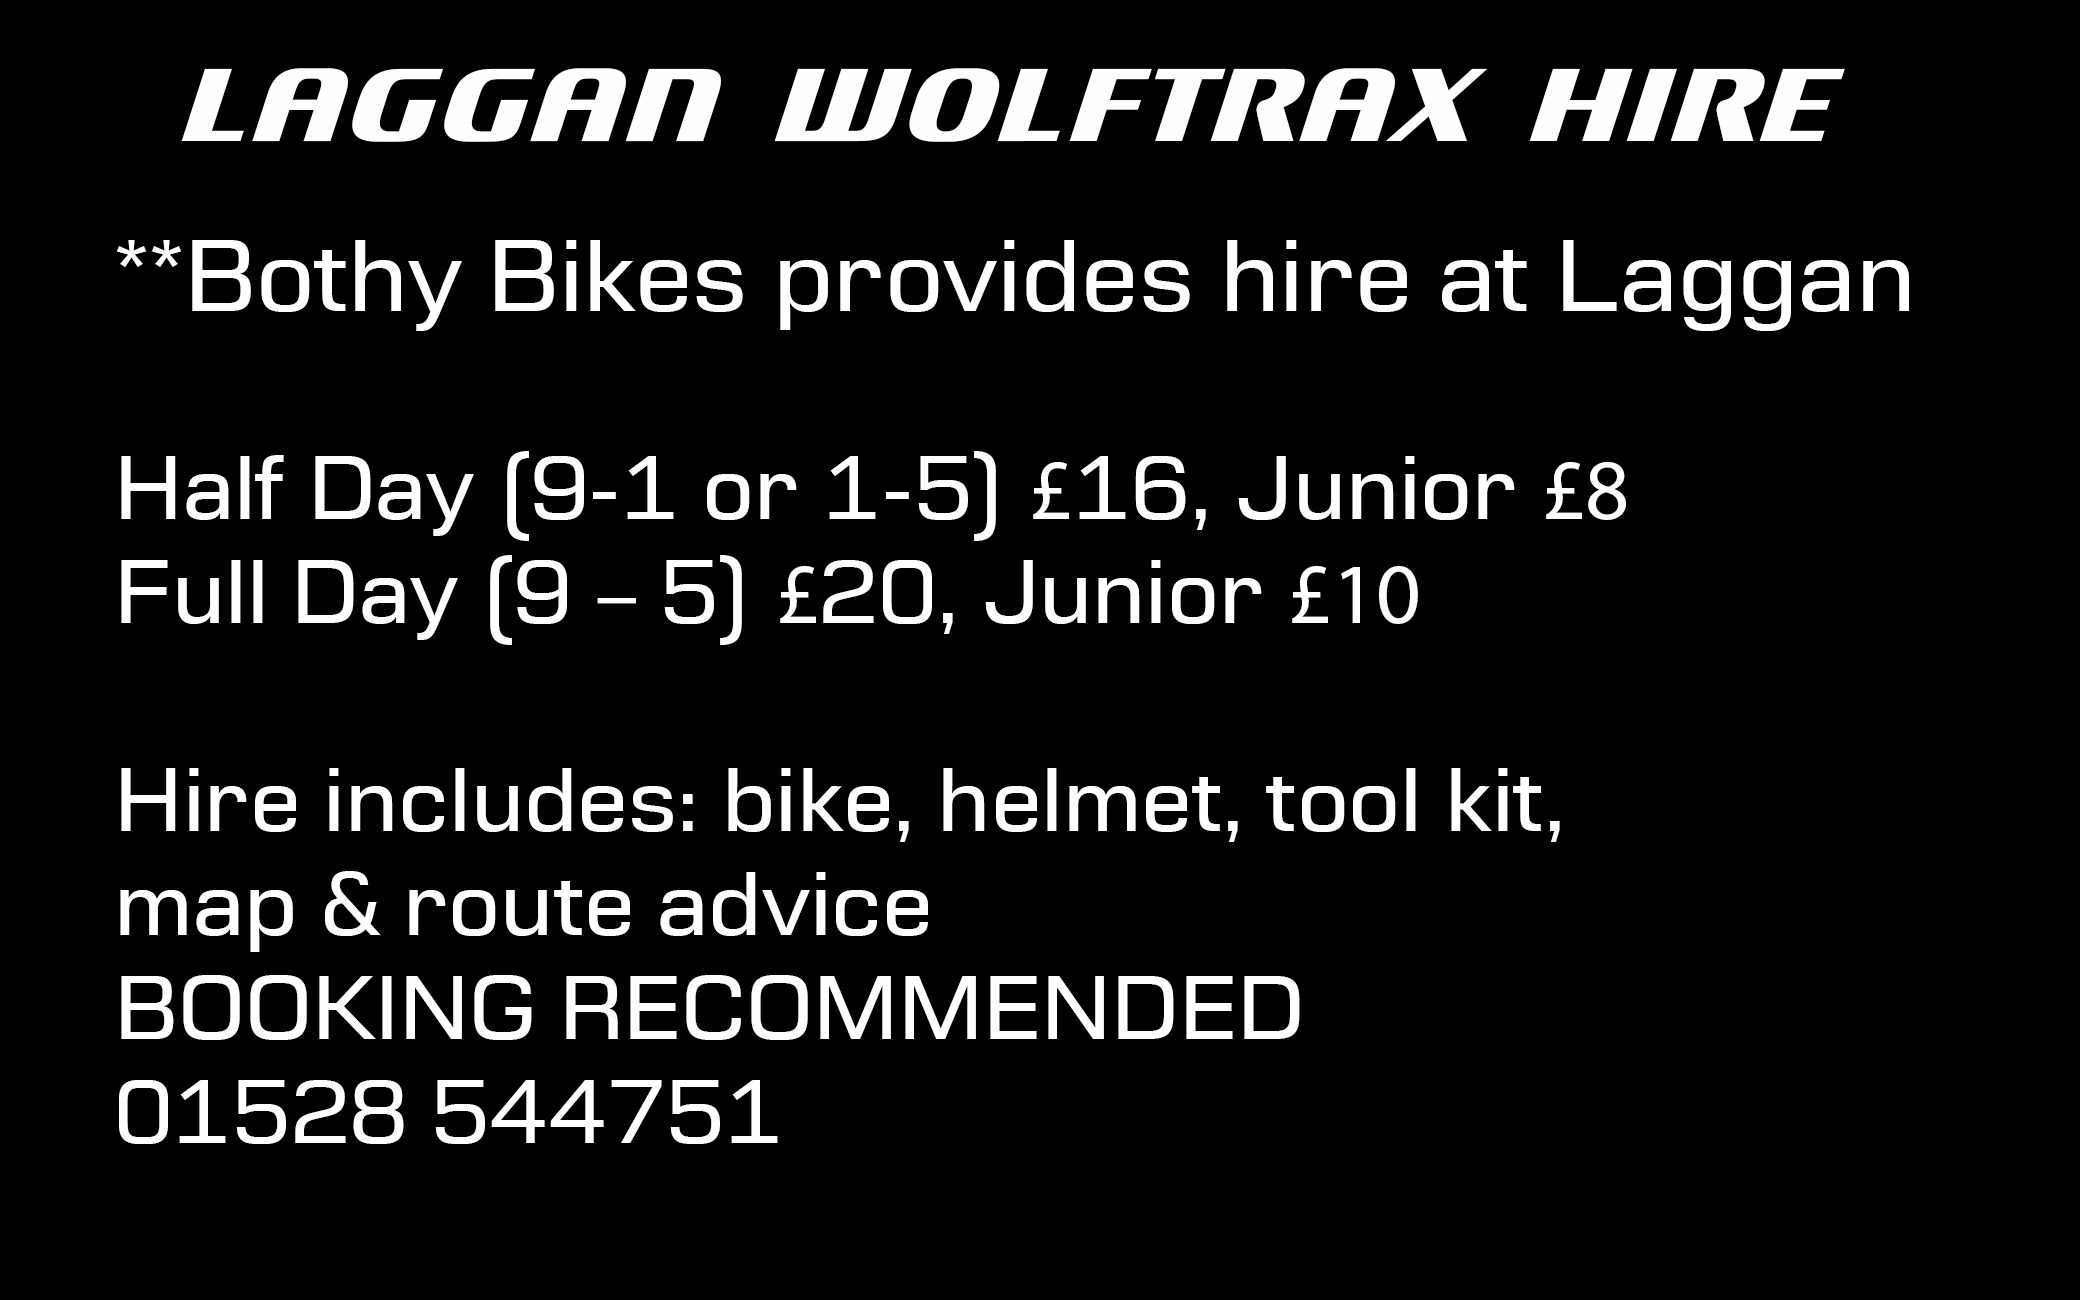 LAGGAN WOLFTRAX HIRE
**Bothy Bikes provides hire at Laggan
Half Day (9-1 or 1-5) £16, Junior £8
Full Day (9 – 5) £20, Junior £10
Hire includes: bike, helmet, tool kit,
map & route advice
BOOKING RECOMMENDED
01528 544751